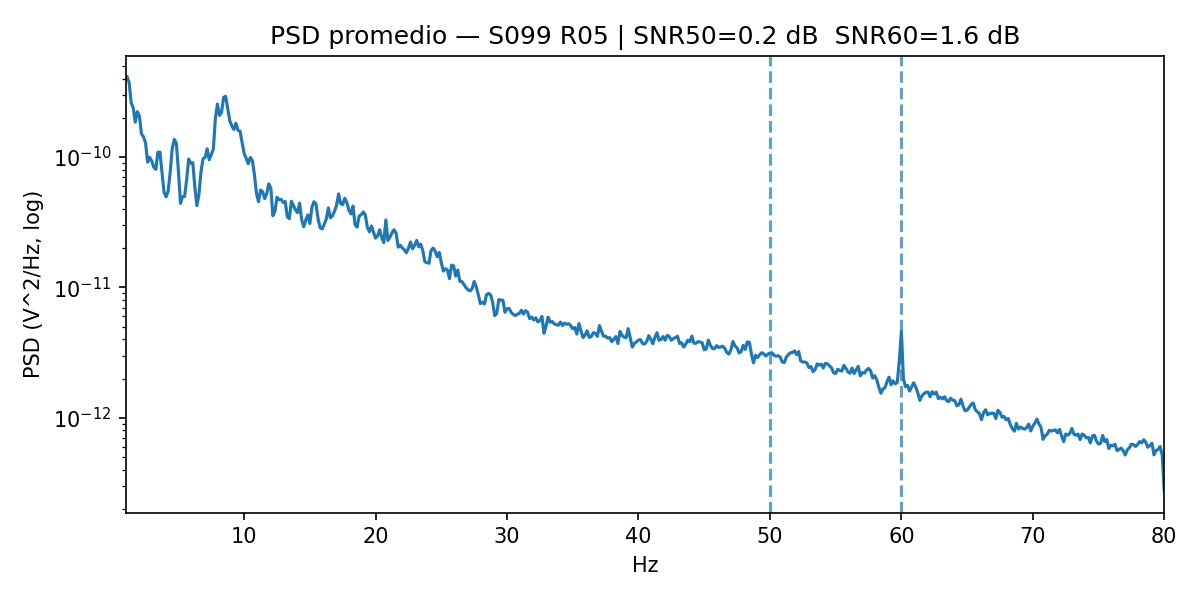 PSD promedio — S099 R05 | SNR50=0.2 dB  SNR60=1.6 dB
PSD (V^2/Hz, log)
10⁻¹⁰
10⁻¹¹
10⁻¹²
10 20 30 40 50 60 70 80
Hz